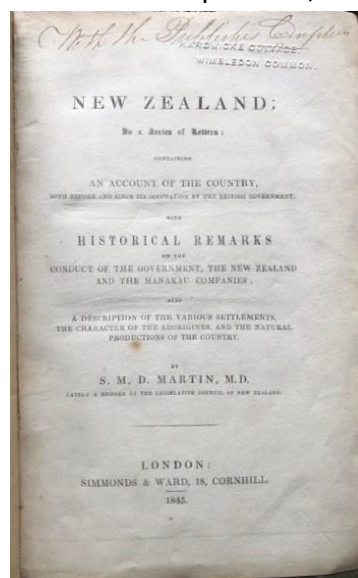 With the Publishers Compliments
HARDWICKE COTTAGE.
WIMBLEDON COMMON.
NEW ZEALAND;
In a Series of Letters:
CONTAINING
AN ACCOUNT OF THE COUNTRY,
BOTH BEFORE AND SINCE ITS OCCUPATION BY THE BRITISH GOVERNMENT,
WITH
HISTORICAL REMARKS
ON THE
CONDUCT OF THE GOVERNMENT, THE NEW ZEALAND
AND THE MANAKAU COMPANIES;
ALSO
A DESCRIPTION OF THE VARIOUS SETTLEMENTS,
THE CHARACTER OF THE ABORIGINES, AND THE NATURAL
PRODUCTIONS OF THE COUNTRY.
BY
S. M. D. MARTIN, M.D.
LATELY A MEMBER OF THE LEGISLATIVE COUNCIL OF NEW ZEALAND.
LONDON:
SIMMONDS & WARD, 18, CORNHILL.
1845.